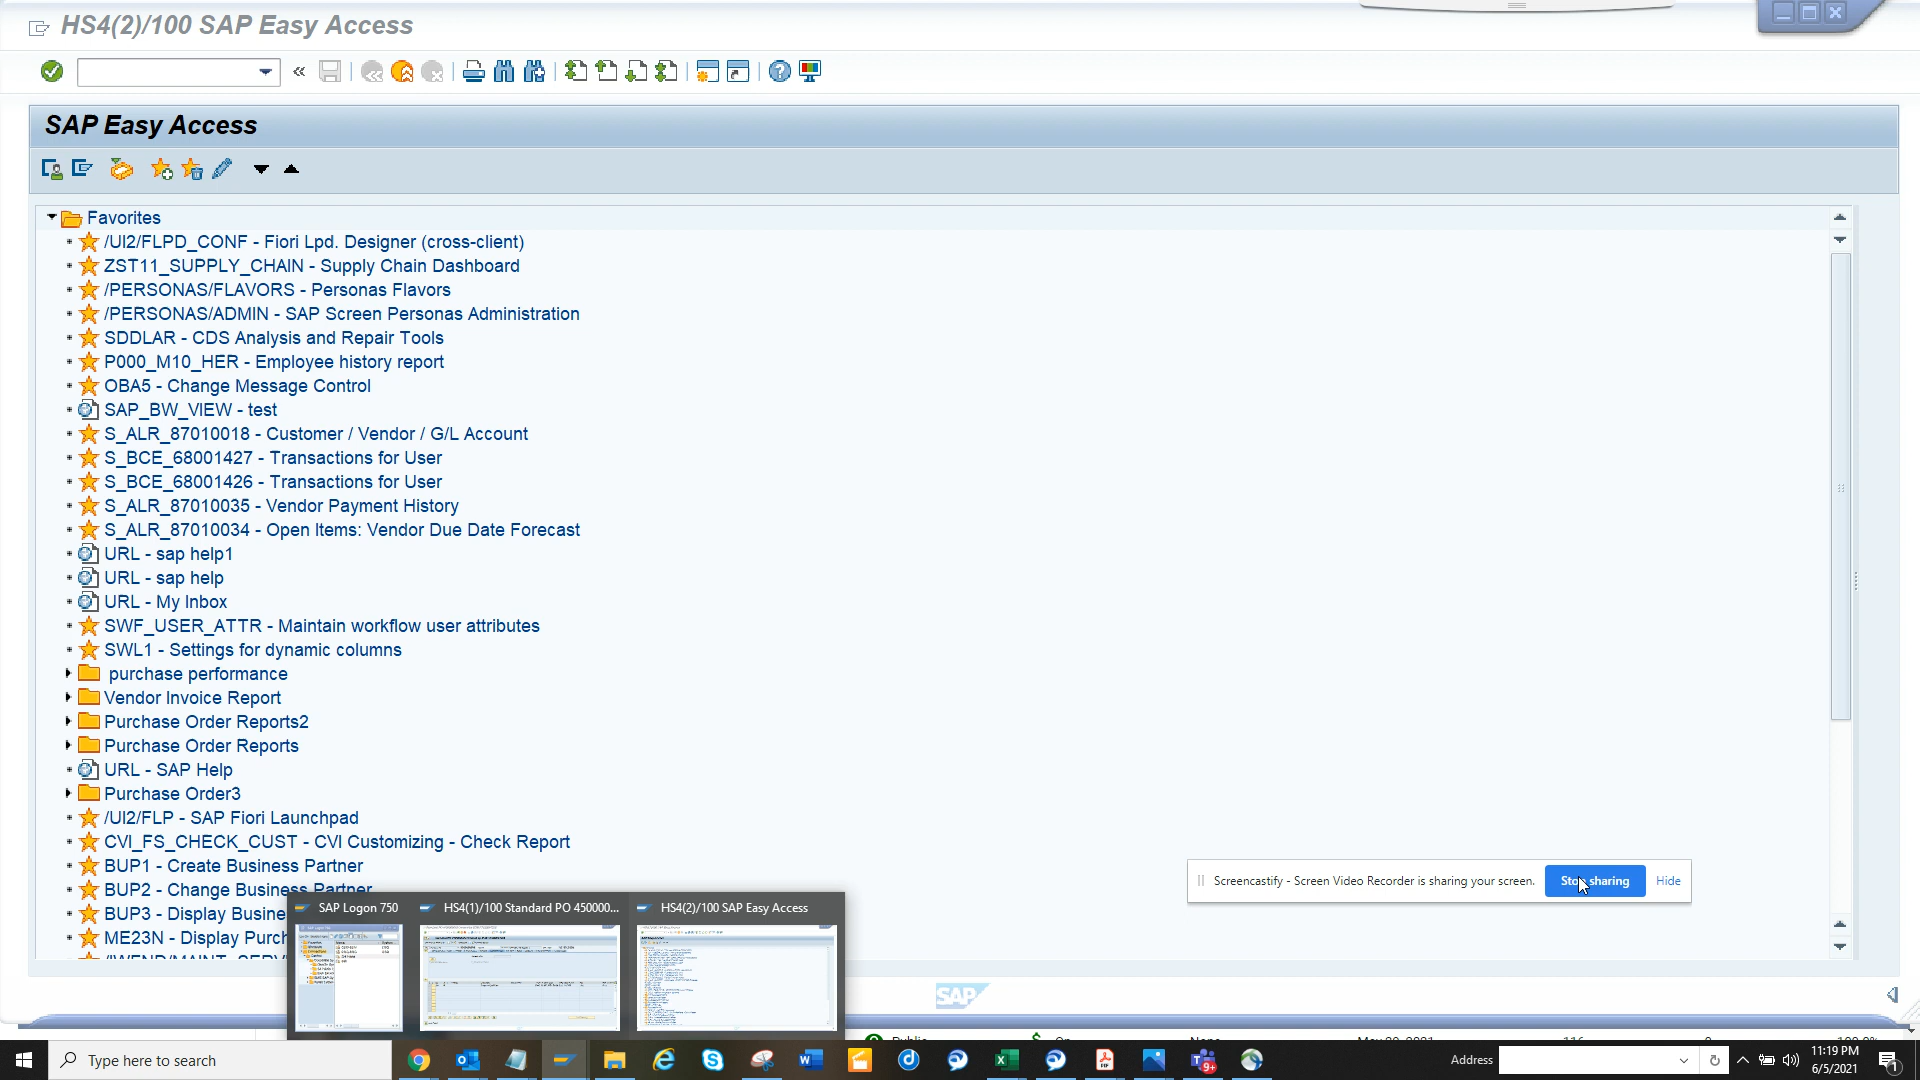 HS4(2)/100 SAP Easy Access
SAP Easy Access
Favorites
/UI2/FLPD_CONF - Fiori Lpd. Designer (cross-client)
ZST11_SUPPLY_CHAIN - Supply Chain Dashboard
/PERSONAS/FLAVORS - Personas Flavors
/PERSONAS/ADMIN - SAP Screen Personas Administration
SDDLAR - CDS Analysis and Repair Tools
P000_M10_HER - Employee history report
OBA5 - Change Message Control
SAP_BW_VIEW - test
S_ALR_87010018 - Customer / Vendor / G/L Account
S_BCE_68001427 - Transactions for User
S_BCE_68001426 - Transactions for User
S_ALR_87010035 - Vendor Payment History
S_ALR_87010034 - Open Items: Vendor Due Date Forecast
URL - sap help1
URL - sap help
URL - My Inbox
SWF_USER_ATTR - Maintain workflow user attributes
SWL1 - Settings for dynamic columns
purchase performance
Vendor Invoice Report
Purchase Order Reports2
Purchase Order Reports
URL - SAP Help
Purchase Order3
/UI2/FLP - SAP Fiori Launchpad
CVI_FS_CHECK_CUST - CVI Customizing - Check Report
BUP1 - Create Business Partner
BUP2 - Change Business Partner
BUP3 - Display Busine
ME23N - Display Purch
Screencastify - Screen Video Recorder is sharing your screen.
Stop sharing
Hide
SAP Logon 750
HS4(1)/100 Standard PO 450000...
HS4(2)/100 SAP Easy Access
SAP
Type here to search
Address
11:19 PM
6/5/2021